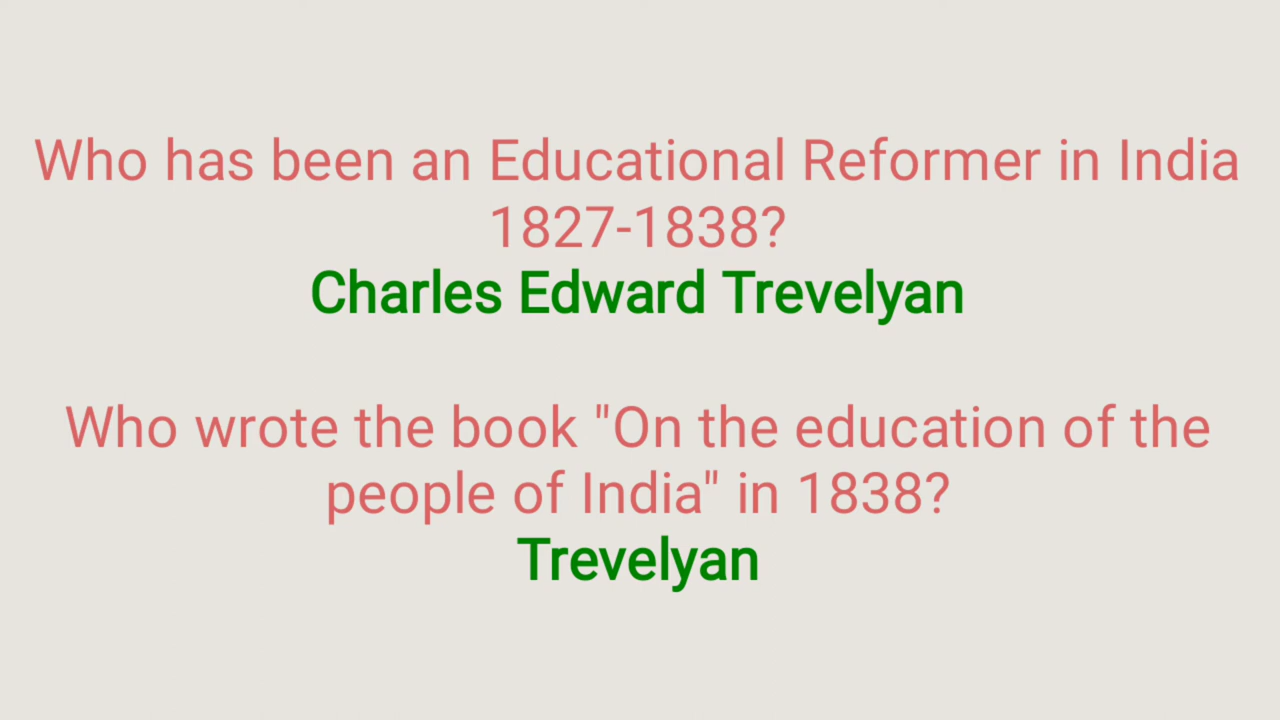 Who has been an Educational Reformer in India
1827-1838?
Charles Edward Trevelyan
Who wrote the book "On the education of the
people of India" in 1838?
Trevelyan